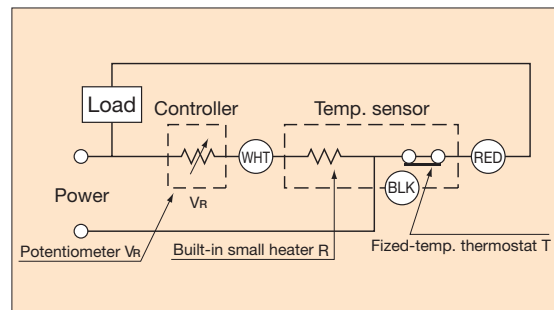 Load
Controller
Temp. sensor
WHT
RED
BLK
Power
VR
Potentiometer VR
Built-in small heater R
Fized-temp. thermostat T